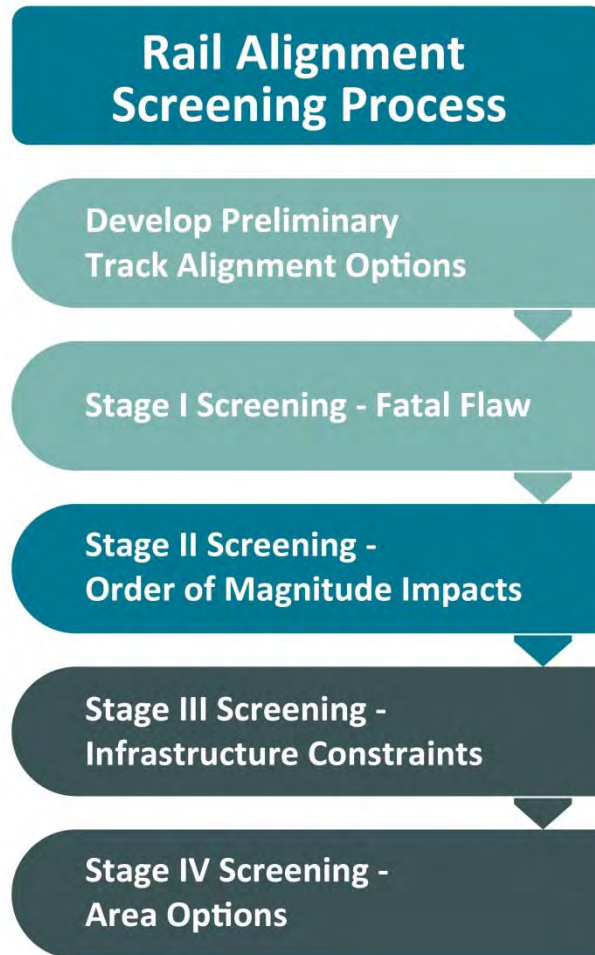 Rail Alignment
Screening Process
Develop Preliminary
Track Alignment Options
Stage I Screening - Fatal Flaw
Stage II Screening -
Order of Magnitude Impacts
Stage III Screening -
Infrastructure Constraints
Stage IV Screening -
Area Options